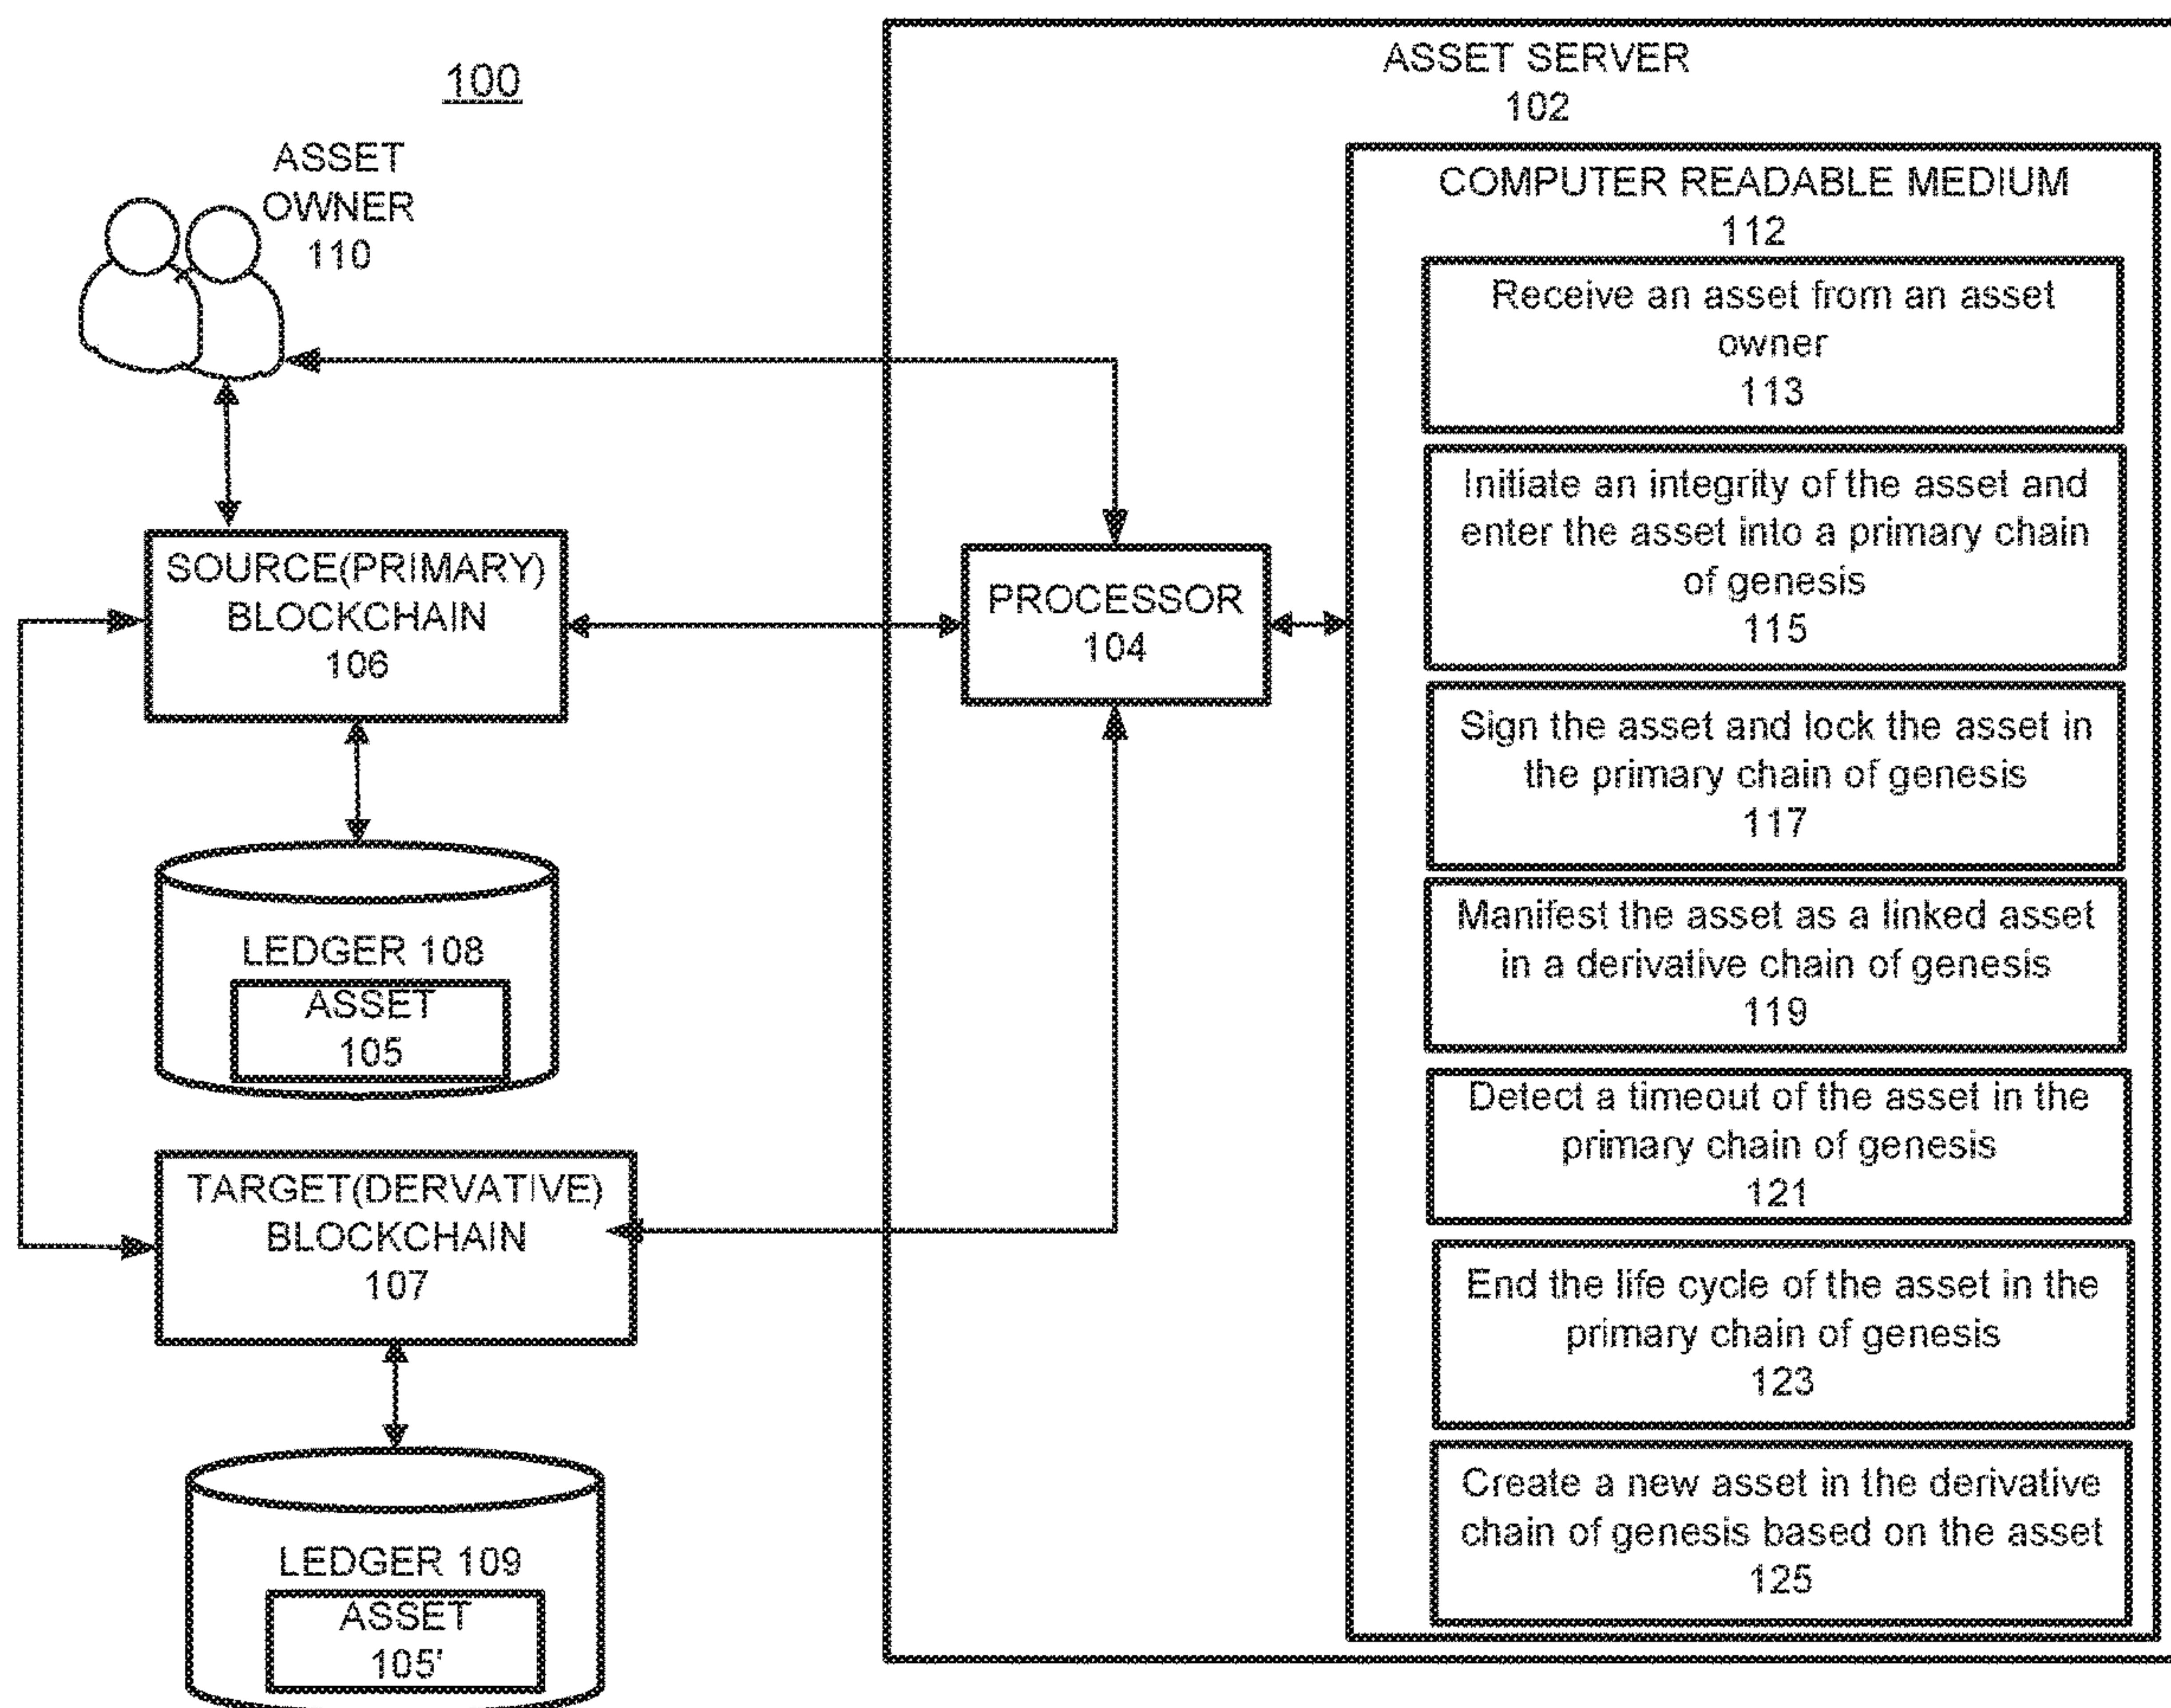 100
ASSET
OWNER
110
SOURCE(PRIMARY)
BLOCKCHAIN
106
LEDGER 108
ASSET
105
TARGET(DERVATIVE)
BLOCKCHAIN
107
LEDGER 109
ASSET
105'
ASSET SERVER
102
PROCESSOR
104
COMPUTER READABLE MEDIUM
112
Receive an asset from an asset
owner
113
Initiate an integrity of the asset and
enter the asset into a primary chain
of genesis
115
Sign the asset and lock the asset in
the primary chain of genesis
117
Manifest the asset as a linked asset
in a derivative chain of genesis
119
Detect a timeout of the asset in the
primary chain of genesis
121
End the life cycle of the asset in the
primary chain of genesis
123
Create a new asset in the derivative
chain of genesis based on the asset
125